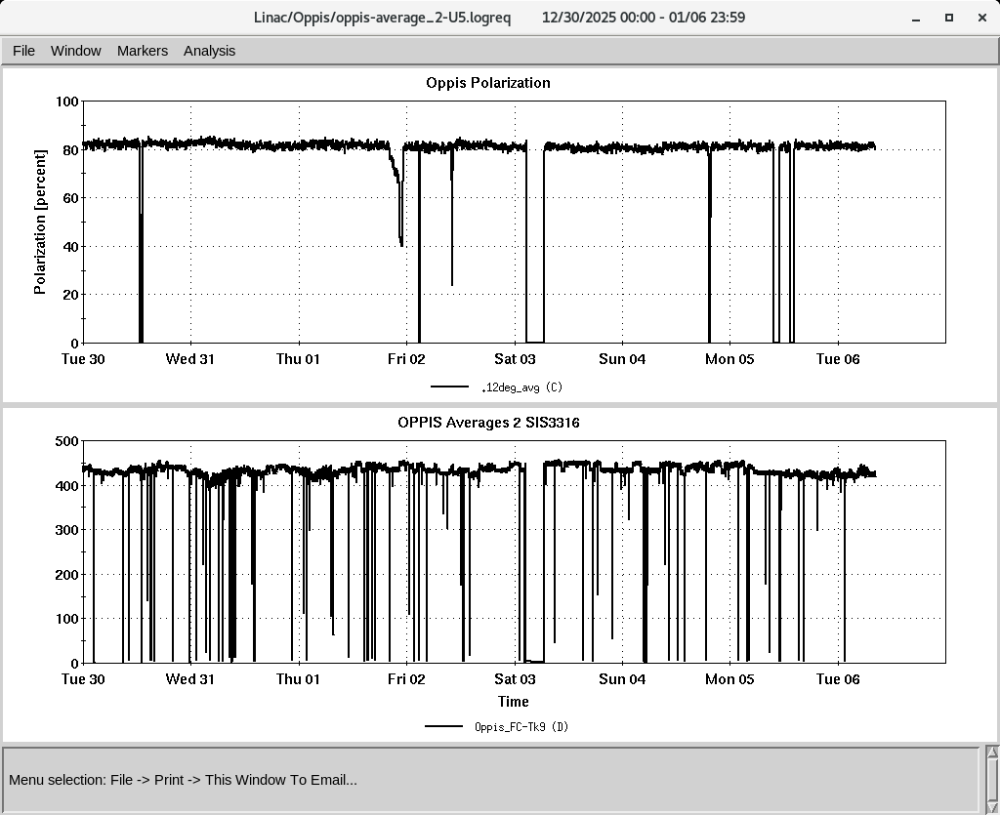 Linac/Oppis/oppis-average_2-U5.logreq 12/30/2025 00:00 - 01/06 23:59
File Window Markers Analysis
Oppis Polarization
Polarization [percent]
100
80
60
40
20
0
Tue 30 Wed 31 Thu 01 Fri 02 Sat 03 Sun 04 Mon 05 Tue 06
.12deg_avg (C)
OPPIS Averages 2 SIS3316
500
400
300
200
100
0
Tue 30 Wed 31 Thu 01 Fri 02 Sat 03 Sun 04 Mon 05 Tue 06
Time
Oppis_FC-Tk9 (D)
Menu selection: File -> Print -> This Window To Email...